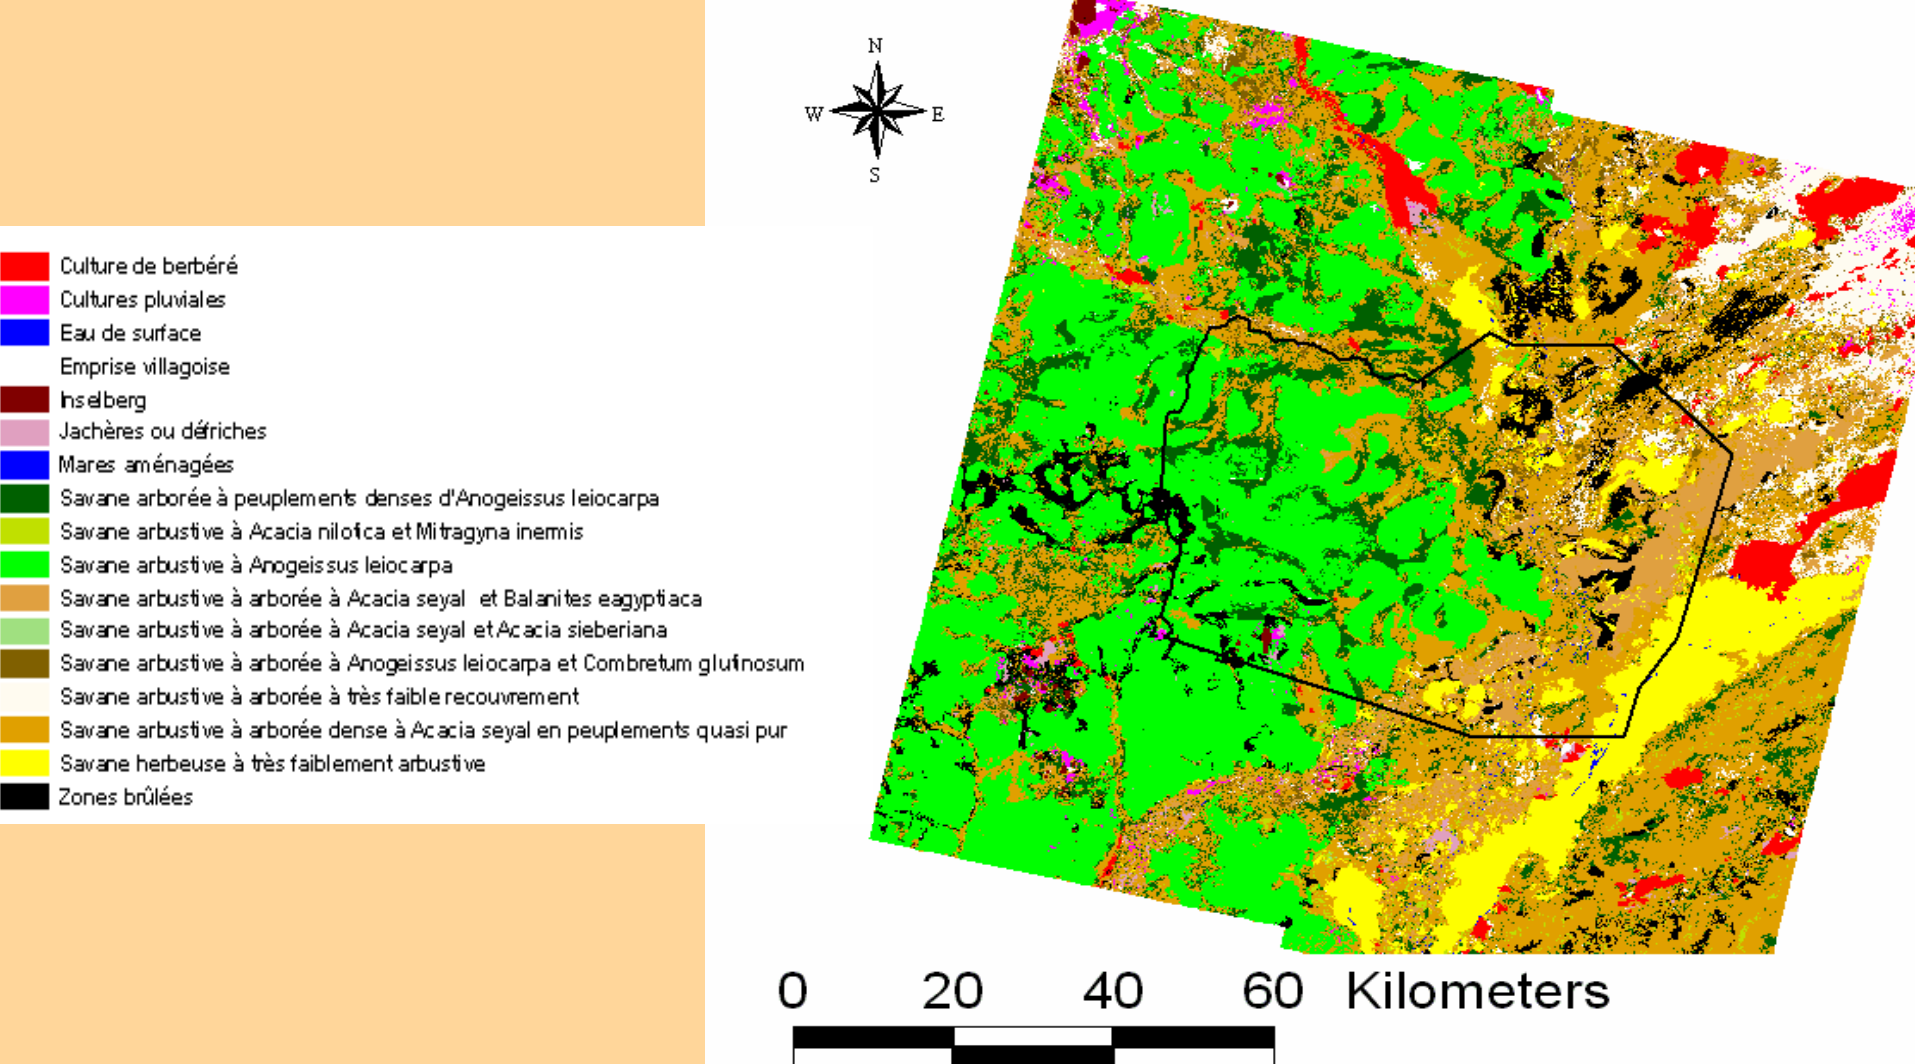 N
W E
S
Culture de berbéré
Cultures pluviales
Eau de surface
Emprise villagoise
Inselberg
Jachères ou défriches
Mares aménagées
Savane arborée à peuplements denses d'Anogeissus leiocarpa
Savane arbustive à Acacia nilotica et Mitragyna inermis
Savane arbustive à Anogeissus leiocarpa
Savane arbustive à arborée à Acacia seyal et Balanites eagyptiaca
Savane arbustive à arborée à Acacia seyal et Acacia sieberiana
Savane arbustive à arborée à Anogeissus leiocarpa et Combretum glutinosum
Savane arbustive à arborée à très faible recouvrement
Savane arbustive à arborée dense à Acacia seyal en peuplements quasi pur
Savane herbeuse à très faiblement arbustive
Zones brûlées
0 20 40 60 Kilometers